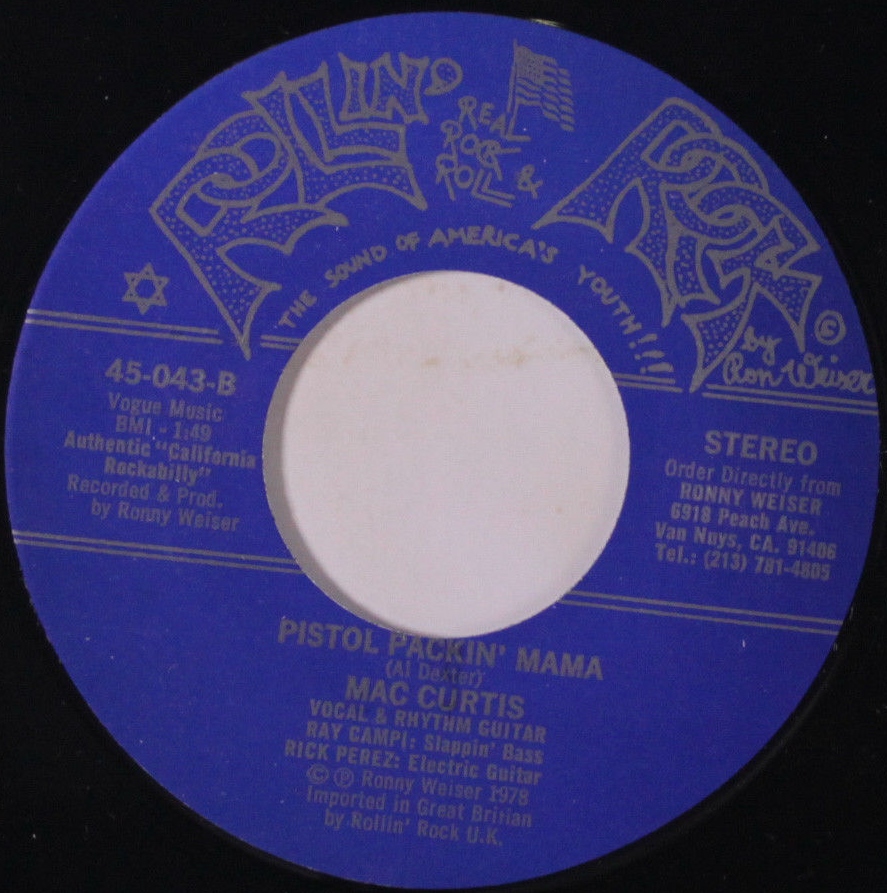 ROLLIN'
REAL
ROCK
& ROLL
ROCK
THE SOUND OF AMERICA'S YOUTH!!!
©
by
Ron Weiser
45-043-B
Vogue Music
BMI - 1:49
Authentic "California
Rockabilly"
Recorded & Prod.
by Ronny Weiser
STEREO
Order Directly from
RONNY WEISER
6918 Peach Ave.
Van Nuys, CA. 91406
Tel.: (213) 781-4805
PISTOL PACKIN' MAMA
(Al Dexter)
MAC CURTIS
VOCAL & RHYTHM GUITAR
RAY CAMPI: Slappin' Bass
RICK PEREZ: Electric Guitar
© ℗ Ronny Weiser 1978
Imported in Great Britian
by Rollin' Rock U.K.